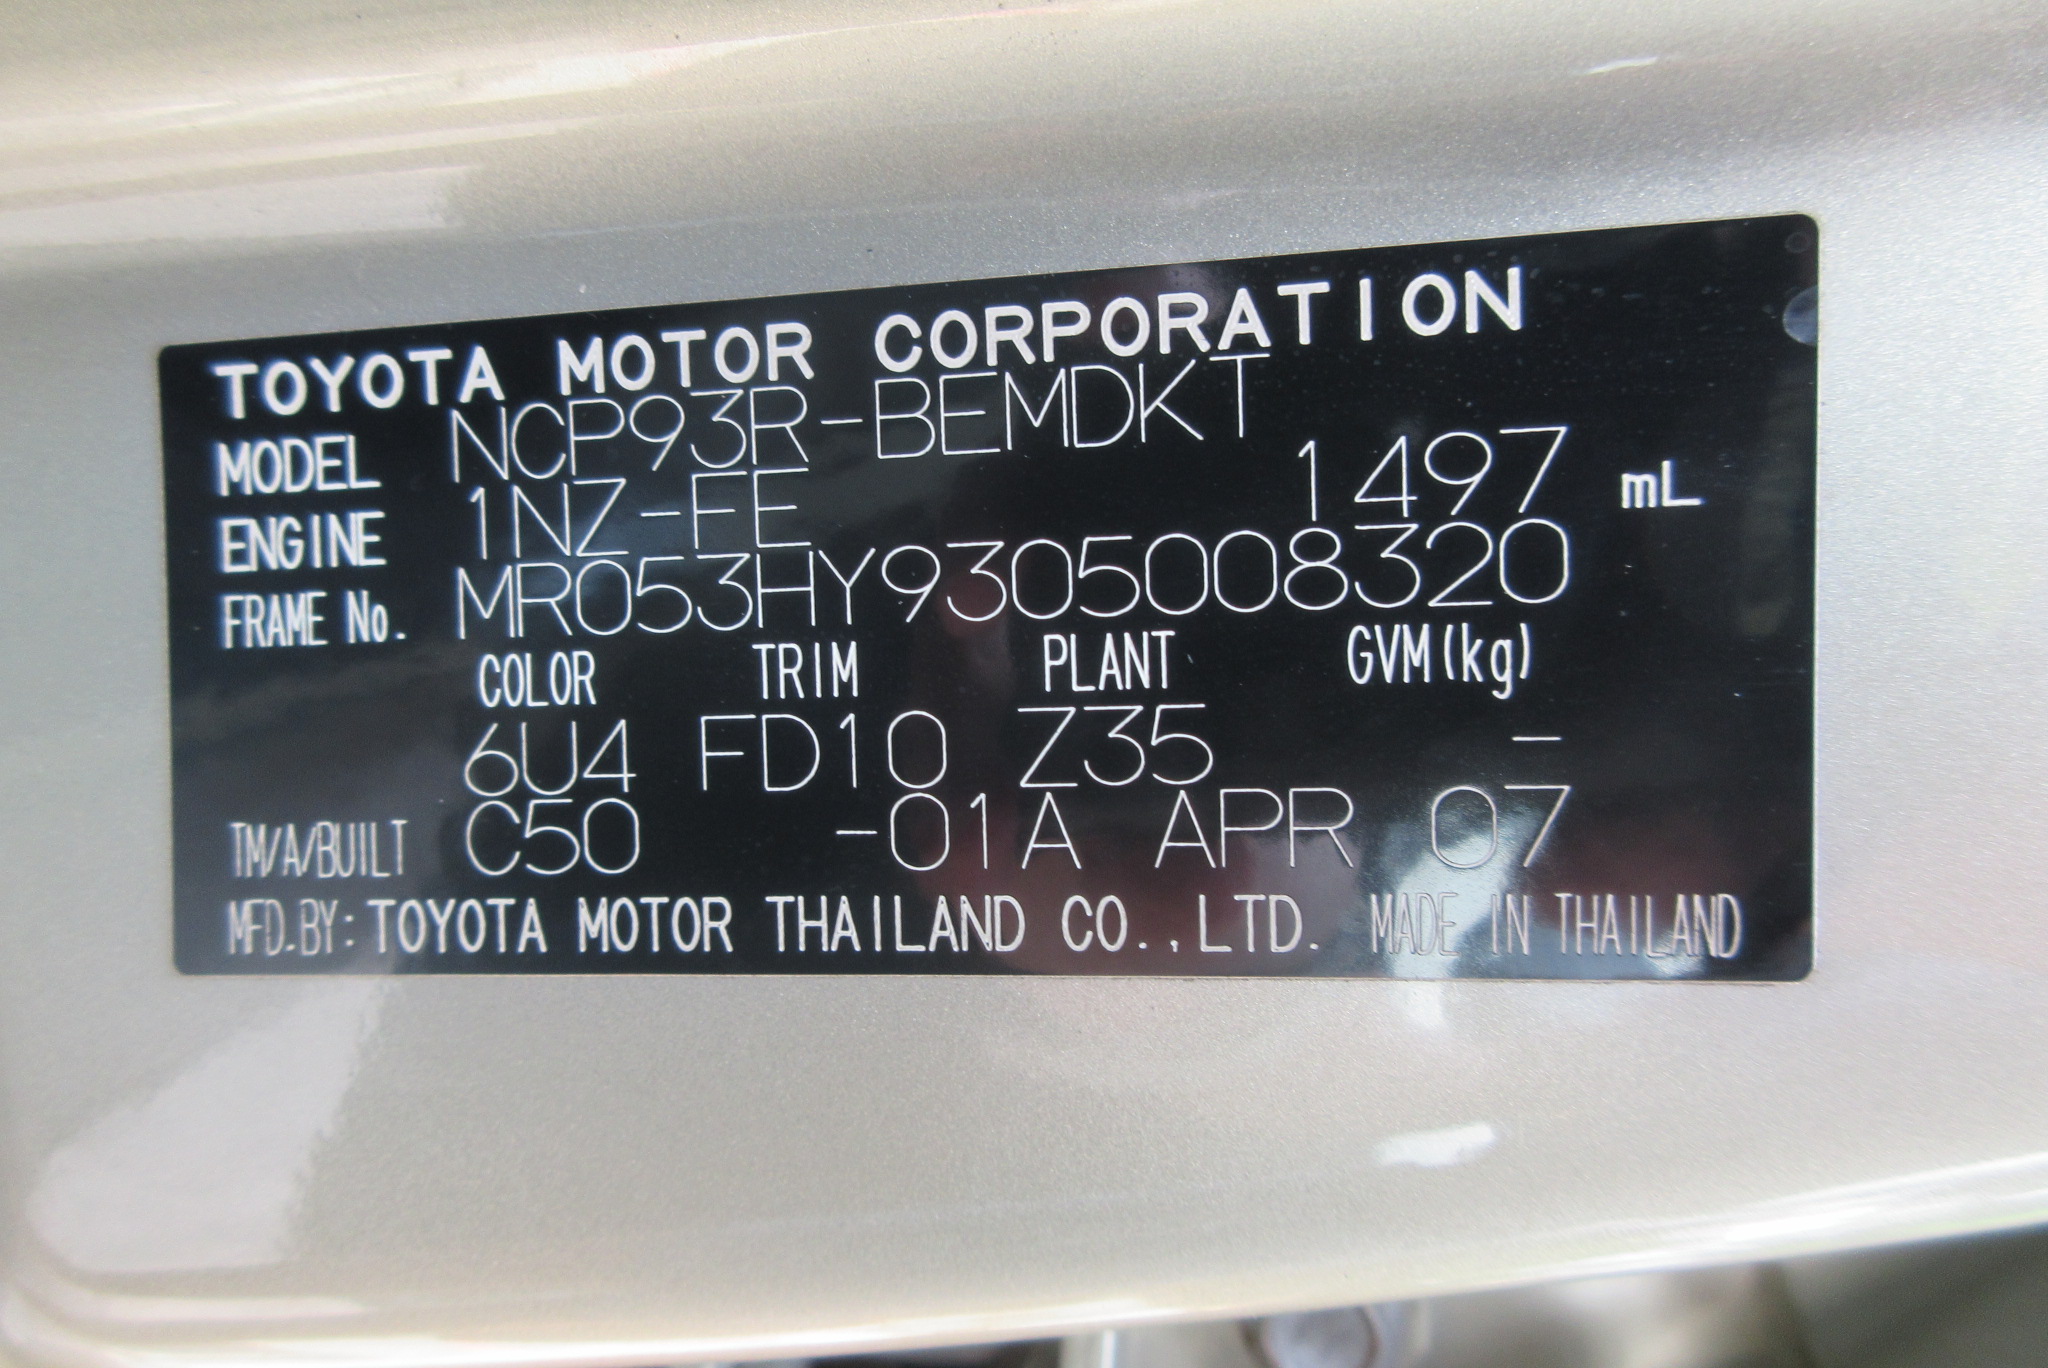 TOYOTA MOTOR CORPORATION
MODEL NCP93R-BEMDKT
ENGINE 1NZ-FE 1497 mL
FRAME No. MR053HY9305008320
COLOR TRIM PLANT GVM(kg)
6U4 FD10 Z35 -
TM/A/BUILT C50 -01A APR 07
MFD.BY: TOYOTA MOTOR THAILAND CO.,LTD. MADE IN THAILAND